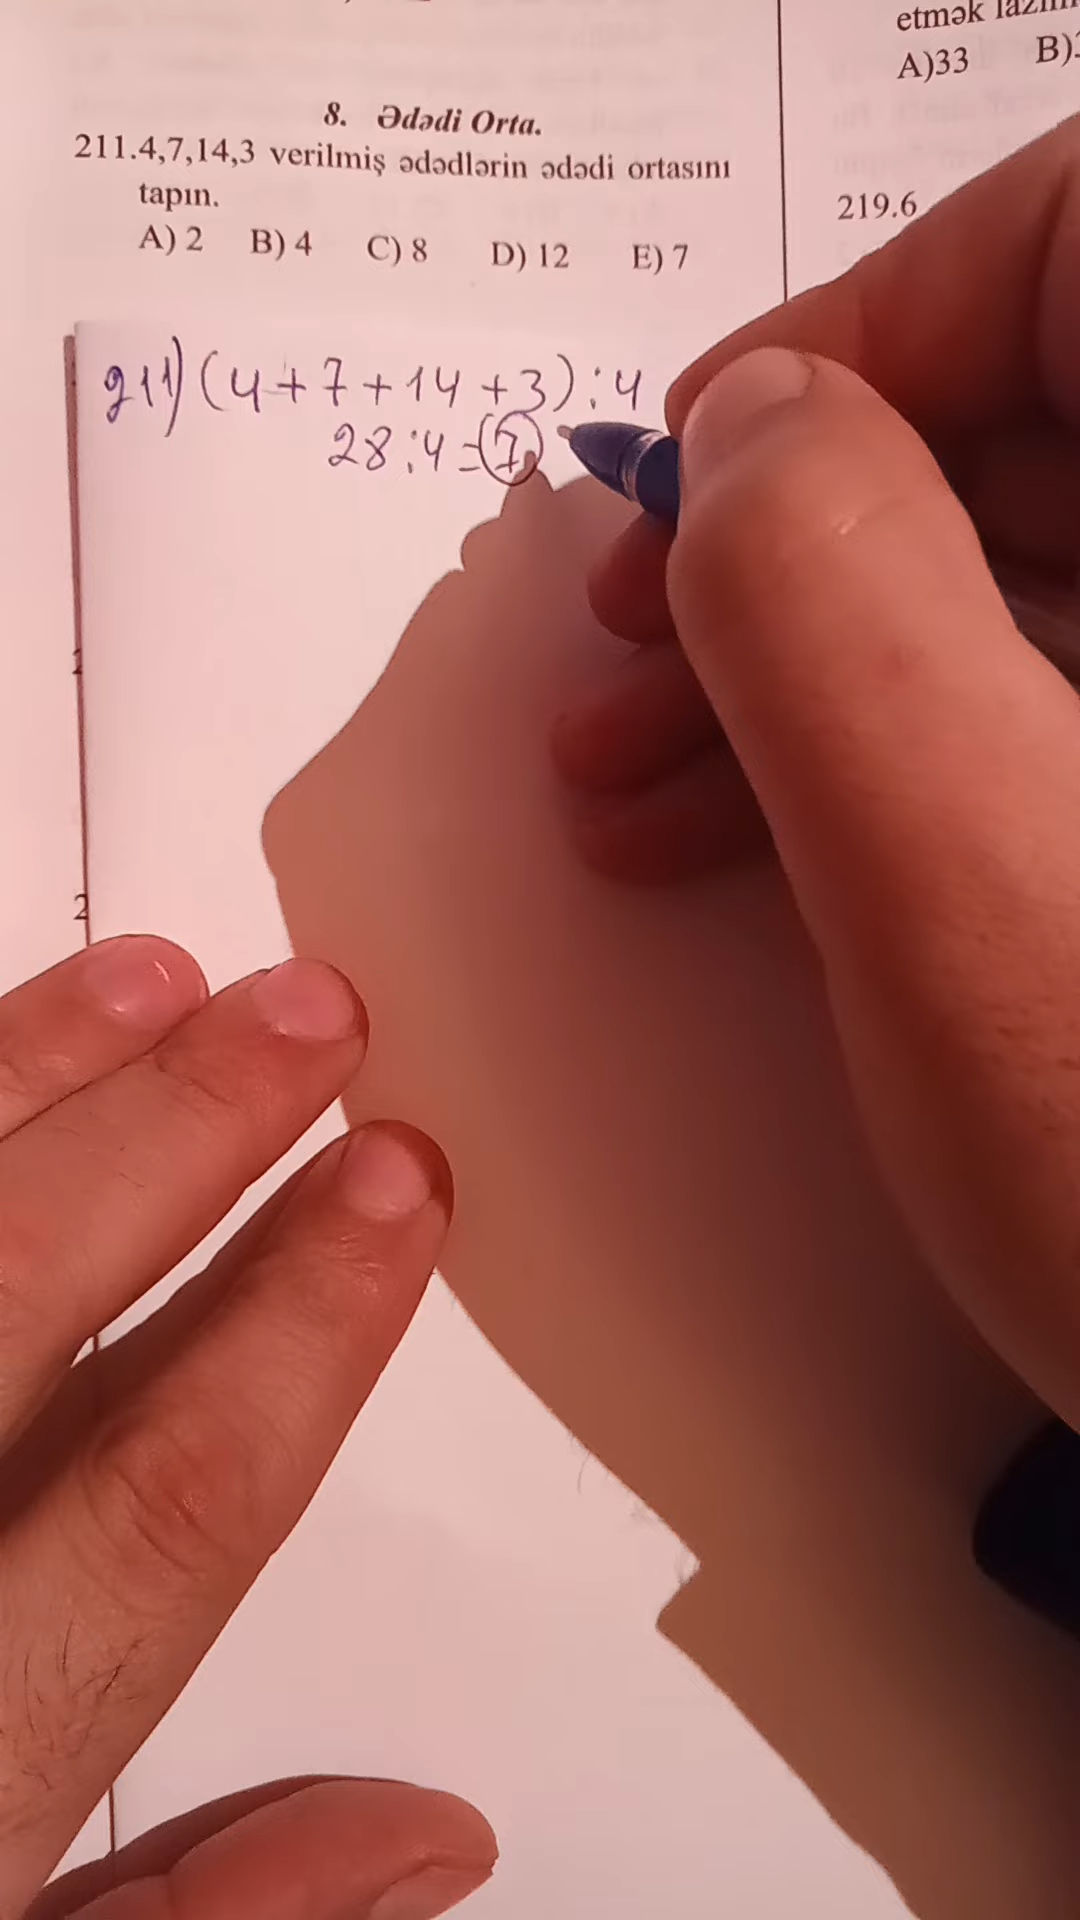 8. Ədədi Orta.
211.4,7,14,3 verilmiş ədədlərin ədədi ortasını
tapın.
A) 2 B) 4 C) 8 D) 12 E) 7
211) (4+7+14+3):4
28:4=7
2
etmək
A)33 B)
219.6